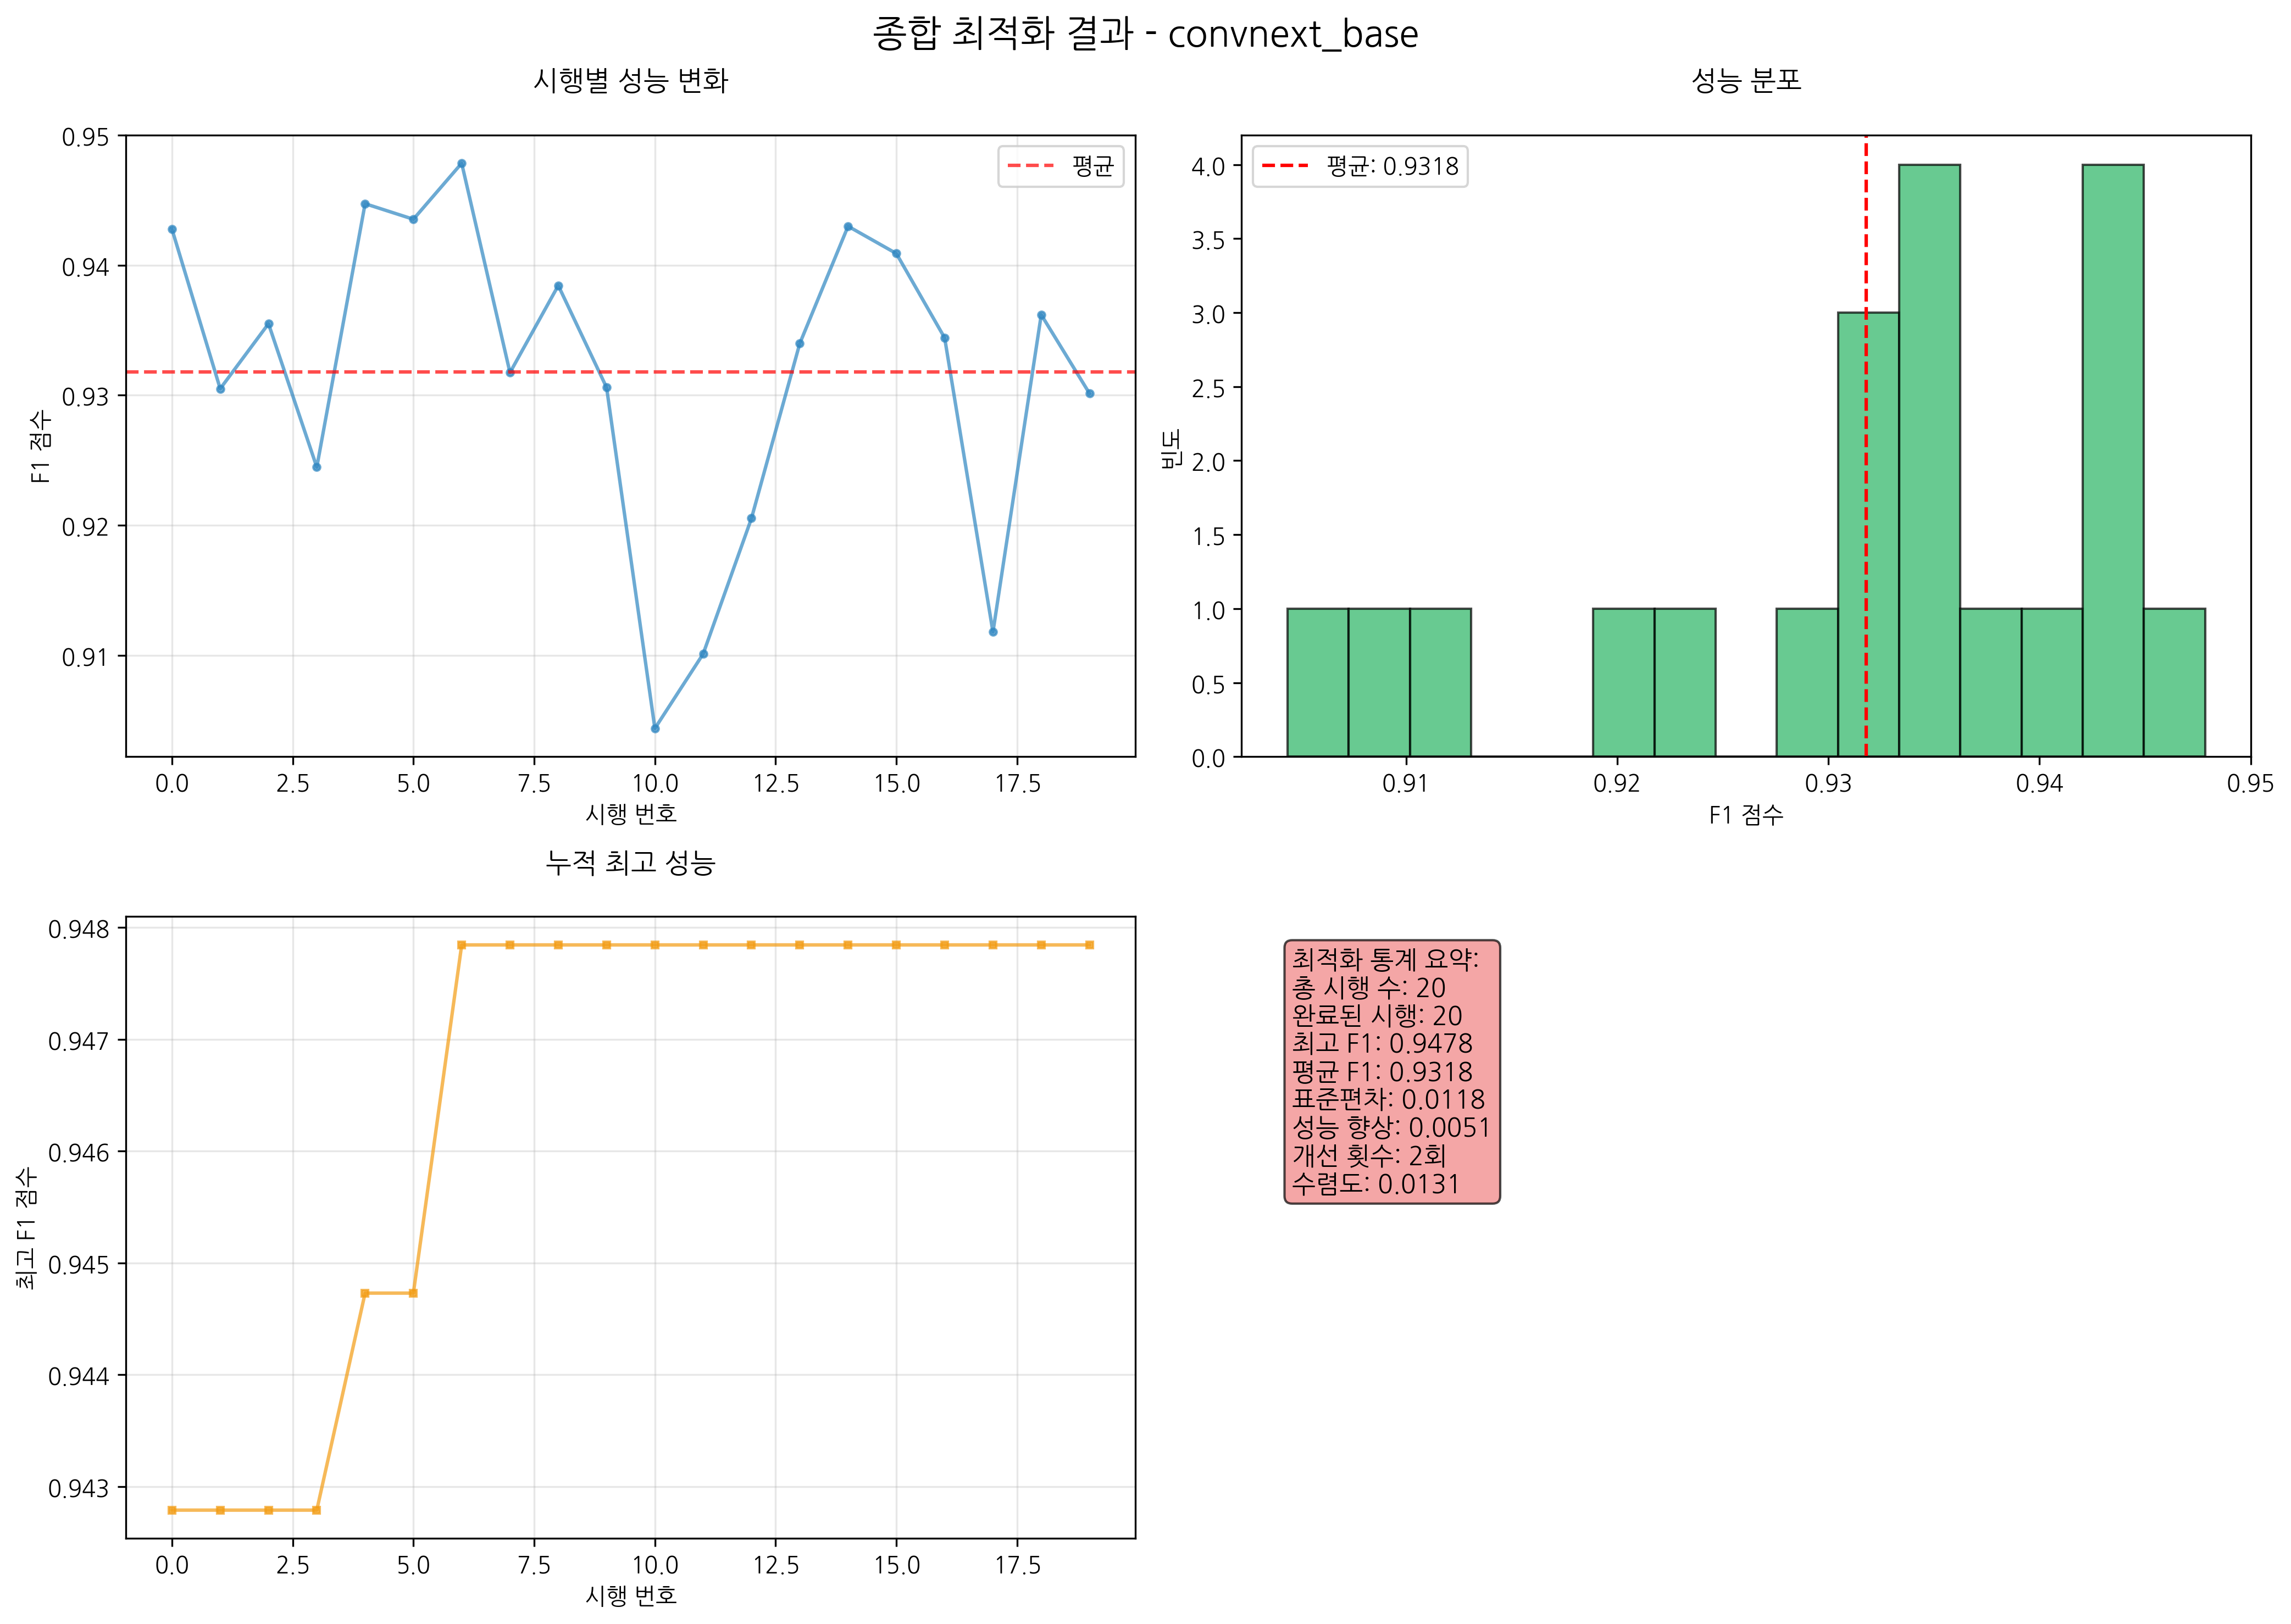 종합 최적화 결과 - convnext_base
시행별 성능 변화
0.95
0.94
0.93
0.92
0.91
F1 점수
평균
0.0 2.5 5.0 7.5 10.0 12.5 15.0 17.5
시행 번호
성능 분포
평균: 0.9318
4.0
3.5
3.0
2.5
2.0
1.5
1.0
0.5
0.0
빈도
0.91 0.92 0.93 0.94 0.95
F1 점수
누적 최고 성능
0.948
0.947
0.946
0.945
0.944
0.943
최고 F1 점수
0.0 2.5 5.0 7.5 10.0 12.5 15.0 17.5
시행 번호
최적화 통계 요약:
총 시행 수: 20
완료된 시행: 20
최고 F1: 0.9478
평균 F1: 0.9318
표준편차: 0.0118
성능 향상: 0.0051
개선 횟수: 2회
수렴도: 0.0131